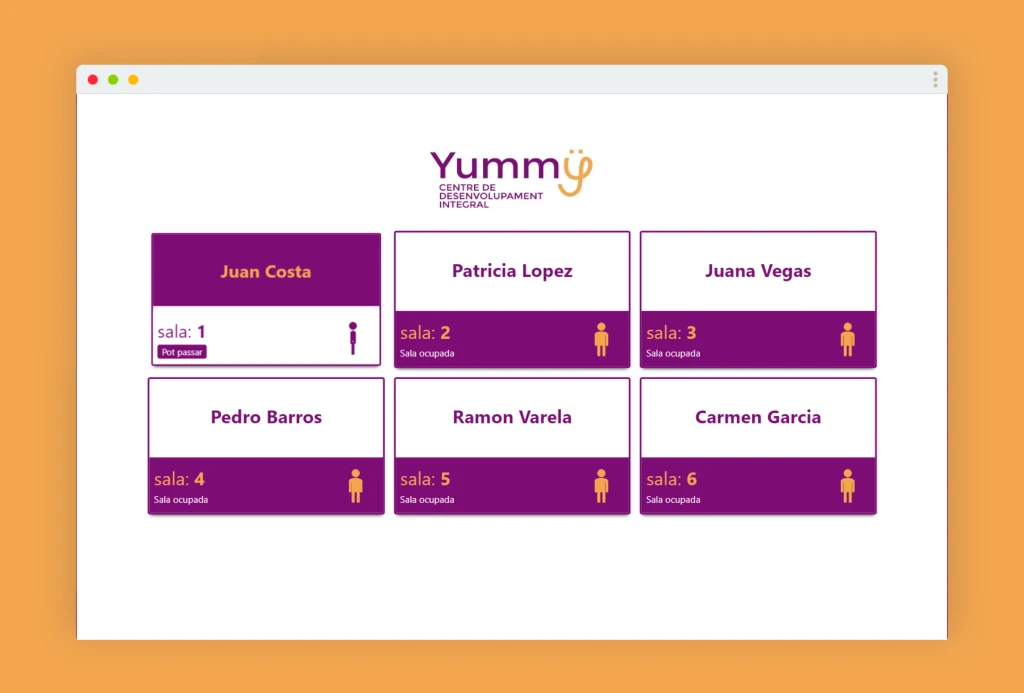 Yummÿ
CENTRE DE
DESENVOLUPAMENT
INTEGRAL
Juan Costa
sala: 1
Pot passar
Patricia Lopez
sala: 2
Sala ocupada
Juana Vegas
sala: 3
Sala ocupada
Pedro Barros
sala: 4
Sala ocupada
Ramon Varela
sala: 5
Sala ocupada
Carmen Garcia
sala: 6
Sala ocupada